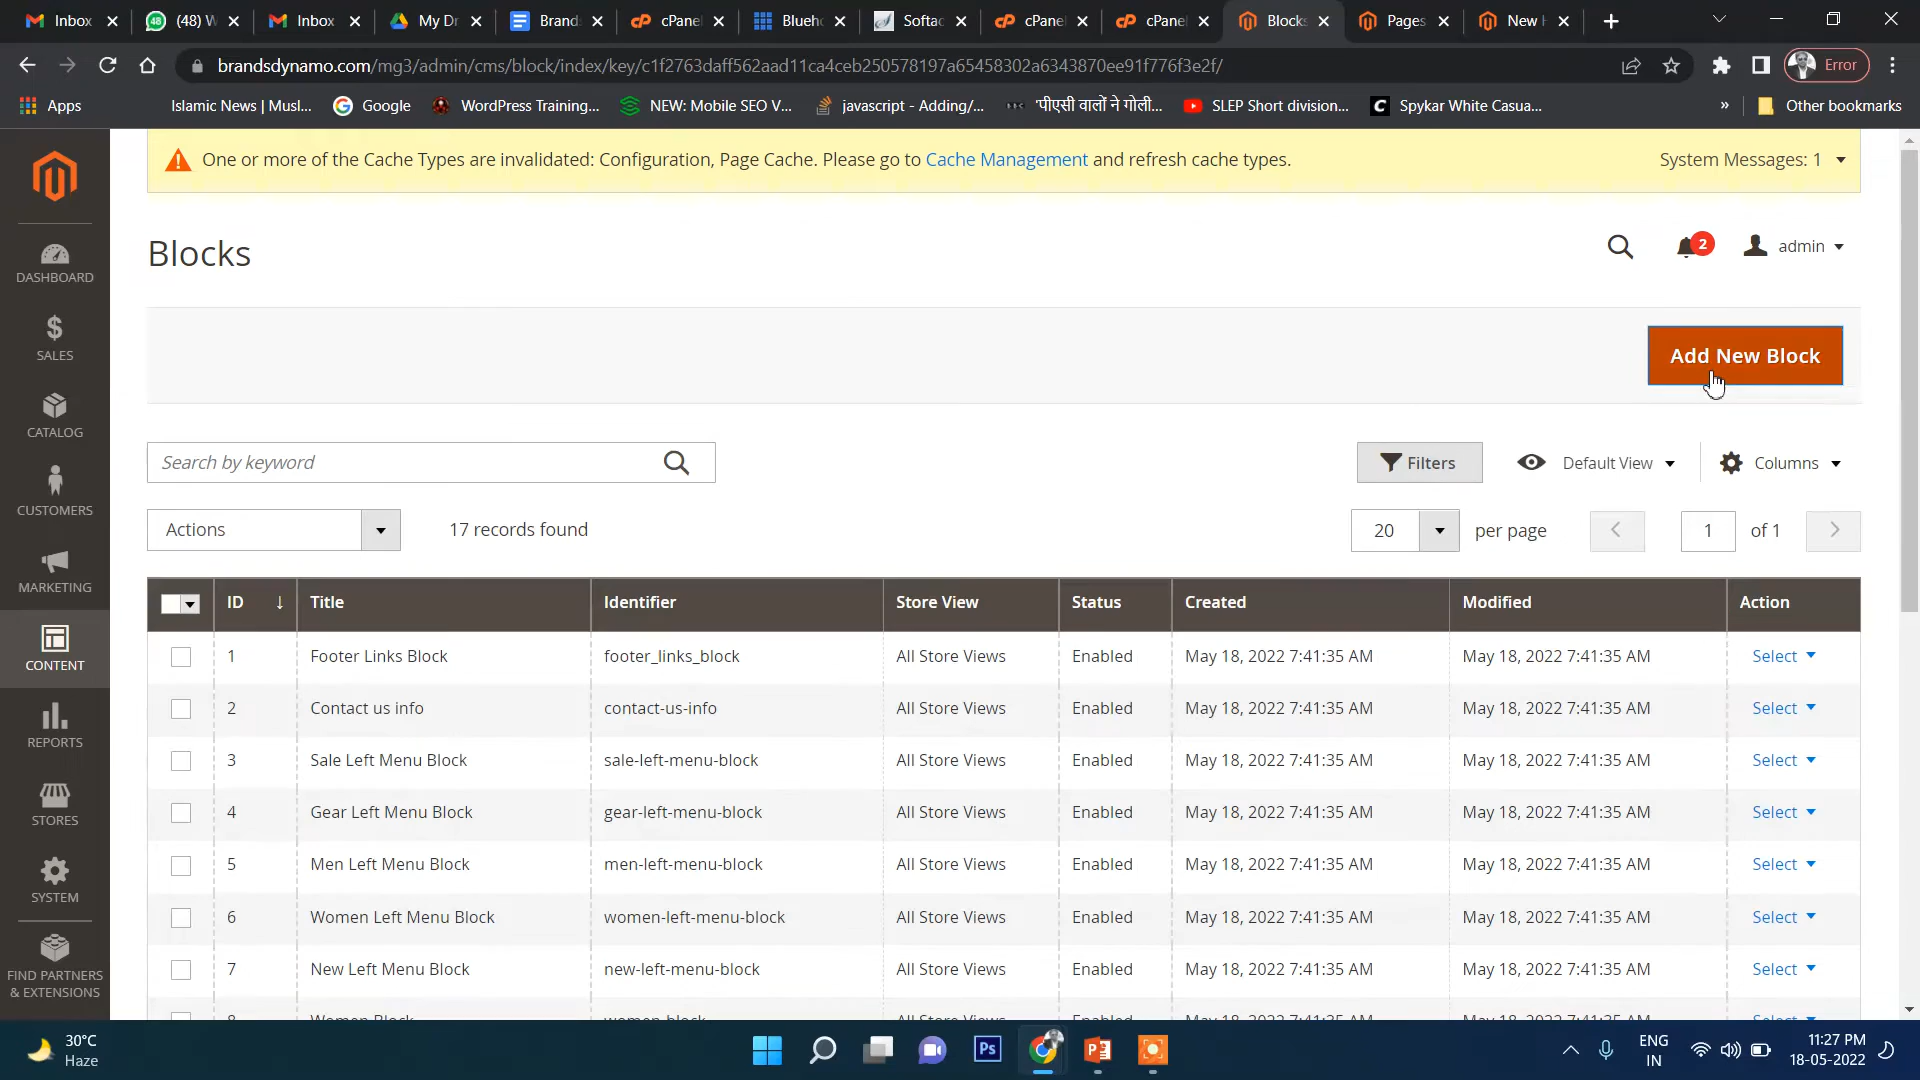 Inbox (48) W Inbox My Dr Brand cPane Blueho Softac cPane cPane Blocks Pages New
brandsdynamo.com/mg3/admin/cms/block/index/key/c1f2763daff562aad11ca4ceb250578197a65458302a6343870ee91f776f3e2f/ Error
Apps Islamic News | Musl... Google WordPress Training... NEW: Mobile SEO V... javascript - Adding/... 'पीएसी वालों ने गोली... SLEP Short division... Spykar White Casua... » Other bookmarks
One or more of the Cache Types are invalidated: Configuration, Page Cache. Please go to Cache Management and refresh cache types. System Messages: 1
Blocks 2 admin
Add New Block
DASHBOARD
SALES
CATALOG
CUSTOMERS
MARKETING
CONTENT
REPORTS
STORES
SYSTEM
FIND PARTNERS
& EXTENSIONS
Search by keyword Filters Default View Columns
Actions 17 records found 20 per page 1 of 1
ID ↓ Title Identifier Store View Status Created Modified Action
1 Footer Links Block footer_links_block All Store Views Enabled May 18, 2022 7:41:35 AM May 18, 2022 7:41:35 AM Select
2 Contact us info contact-us-info All Store Views Enabled May 18, 2022 7:41:35 AM May 18, 2022 7:41:35 AM Select
3 Sale Left Menu Block sale-left-menu-block All Store Views Enabled May 18, 2022 7:41:35 AM May 18, 2022 7:41:35 AM Select
4 Gear Left Menu Block gear-left-menu-block All Store Views Enabled May 18, 2022 7:41:35 AM May 18, 2022 7:41:35 AM Select
5 Men Left Menu Block men-left-menu-block All Store Views Enabled May 18, 2022 7:41:35 AM May 18, 2022 7:41:35 AM Select
6 Women Left Menu Block women-left-menu-block All Store Views Enabled May 18, 2022 7:41:35 AM May 18, 2022 7:41:35 AM Select
7 New Left Menu Block new-left-menu-block All Store Views Enabled May 18, 2022 7:41:35 AM May 18, 2022 7:41:35 AM Select
30°C
Haze
Ps
ENG
IN
11:27 PM
18-05-2022